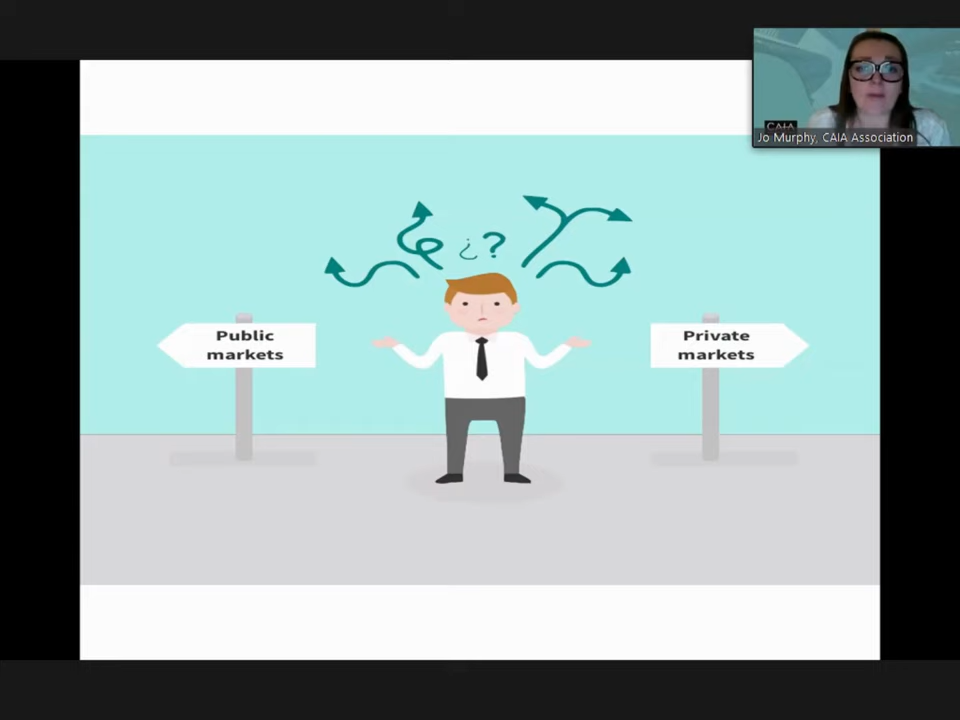 CAIA
Jo Murphy, CAIA Association
¿?
Public
markets
Private
markets